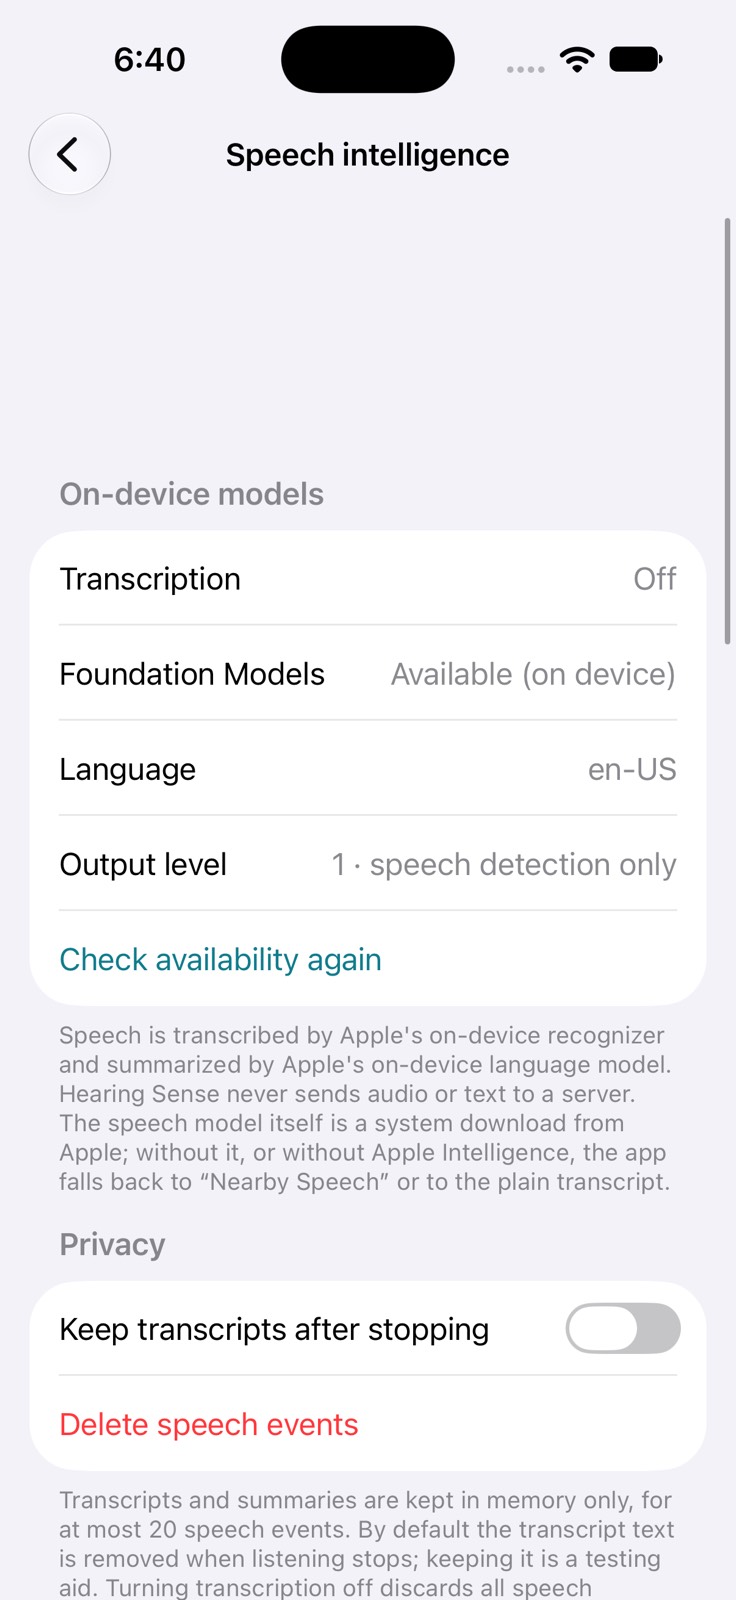 6:40
Speech intelligence
On-device models
Transcription Off
Foundation Models Available (on device)
Language en-US
Output level 1 · speech detection only
Check availability again
Speech is transcribed by Apple's on-device recognizer
and summarized by Apple's on-device language model.
Hearing Sense never sends audio or text to a server.
The speech model itself is a system download from
Apple; without it, or without Apple Intelligence, the app
falls back to “Nearby Speech” or to the plain transcript.
Privacy
Keep transcripts after stopping
Delete speech events
Transcripts and summaries are kept in memory only, for
at most 20 speech events. By default the transcript text
is removed when listening stops; keeping it is a testing
aid. Turning transcription off discards all speech